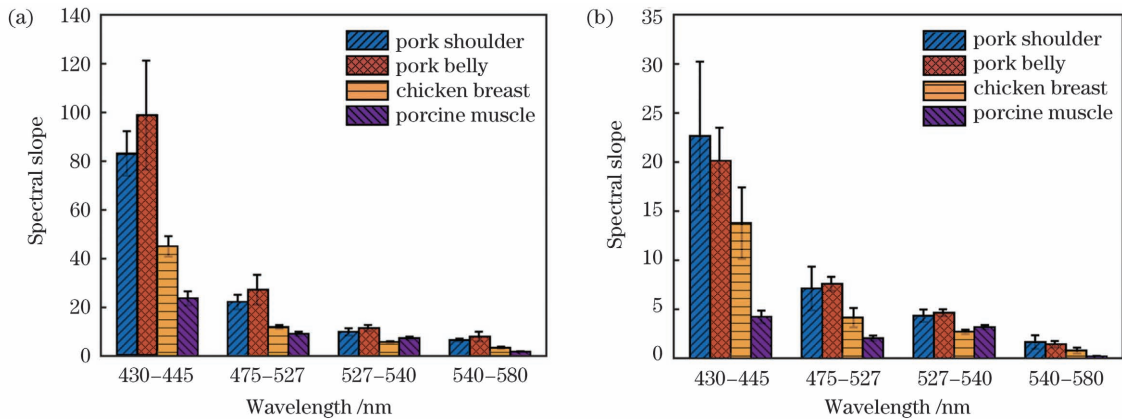 (a)
140
120
100
80
60
40
20
0
Spectral slope
pork shoulder
pork belly
chicken breast
porcine muscle
430−445 475−527 527−540 540−580
Wavelength /nm
(b)
35
30
25
20
15
10
5
0
Spectral slope
pork shoulder
pork belly
chicken breast
porcine muscle
430−445 475−527 527−540 540−580
Wavelength /nm